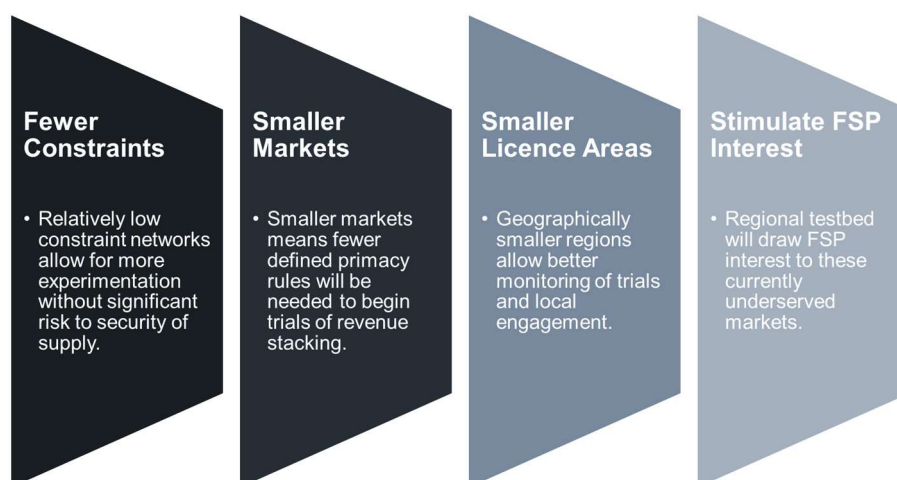 Fewer
Constraints
• Relatively low
constraint networks
allow for more
experimentation
without significant
risk to security of
supply.
Smaller
Markets
• Smaller markets
means fewer
defined primacy
rules will be
needed to begin
trials of revenue
stacking.
Smaller
Licence Areas
• Geographically
smaller regions
allow better
monitoring of trials
and local
engagement.
Stimulate FSP
Interest
• Regional testbed
will draw FSP
interest to these
currently
underserved
markets.